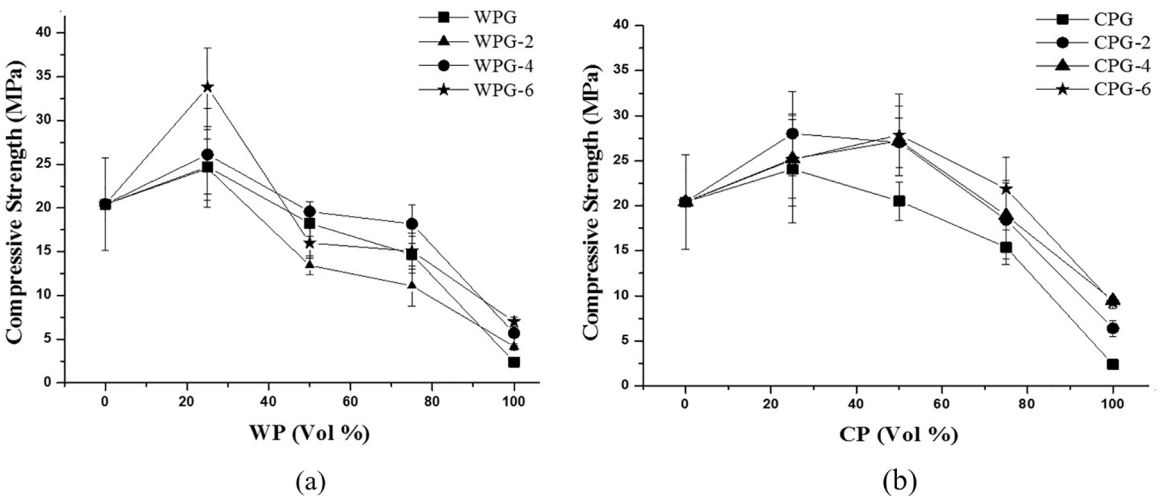 WPG
WPG-2
WPG-4
WPG-6
Compressive Strength (MPa)
40
35
30
25
20
15
10
5
0
0 20 40 60 80 100
WP (Vol %)
(a)
CPG
CPG-2
CPG-4
CPG-6
Compressive Strength (MPa)
40
35
30
25
20
15
10
5
0
0 20 40 60 80 100
CP (Vol %)
(b)